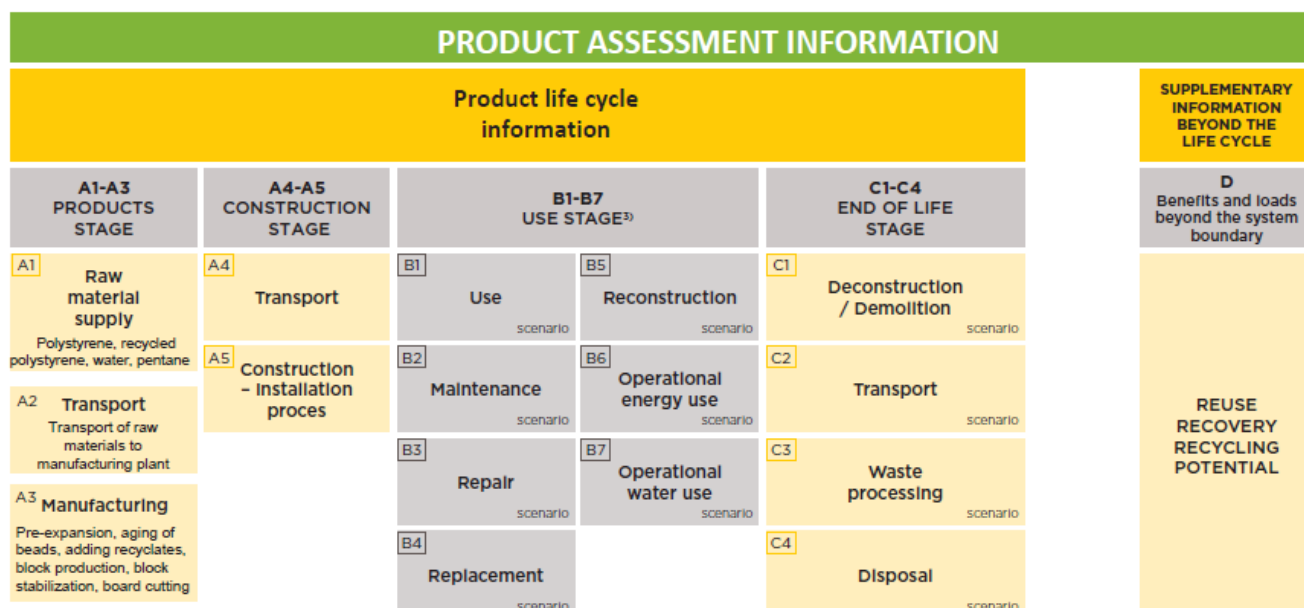 PRODUCT ASSESSMENT INFORMATION
Product life cycle
information
SUPPLEMENTARY
INFORMATION
BEYOND THE
LIFE CYCLE
A1-A3
PRODUCTS
STAGE
A4-A5
CONSTRUCTION
STAGE
B1-B7
USE STAGE³⁾
C1-C4
END OF LIFE
STAGE
D
Benefits and loads
beyond the system
boundary
A1
Raw
material
supply
Polystyrene, recycled
polystyrene, water, pentane
A2 Transport
Transport of raw
materials to
manufacturing plant
A3 Manufacturing
Pre-expansion, aging of
beads, adding recyclates,
block production, block
stabilization, board cutting
A4
Transport
A5
Construction
– Installation
proces
B1
Use
scenario
B2
Maintenance
scenario
B3
Repair
scenario
B4
Replacement
scenario
B5
Reconstruction
scenario
B6
Operational
energy use
scenario
B7
Operational
water use
scenario
C1
Deconstruction
/ Demolition
scenario
C2
Transport
scenario
C3
Waste
processing
scenario
C4
Disposal
scenario
REUSE
RECOVERY
RECYCLING
POTENTIAL